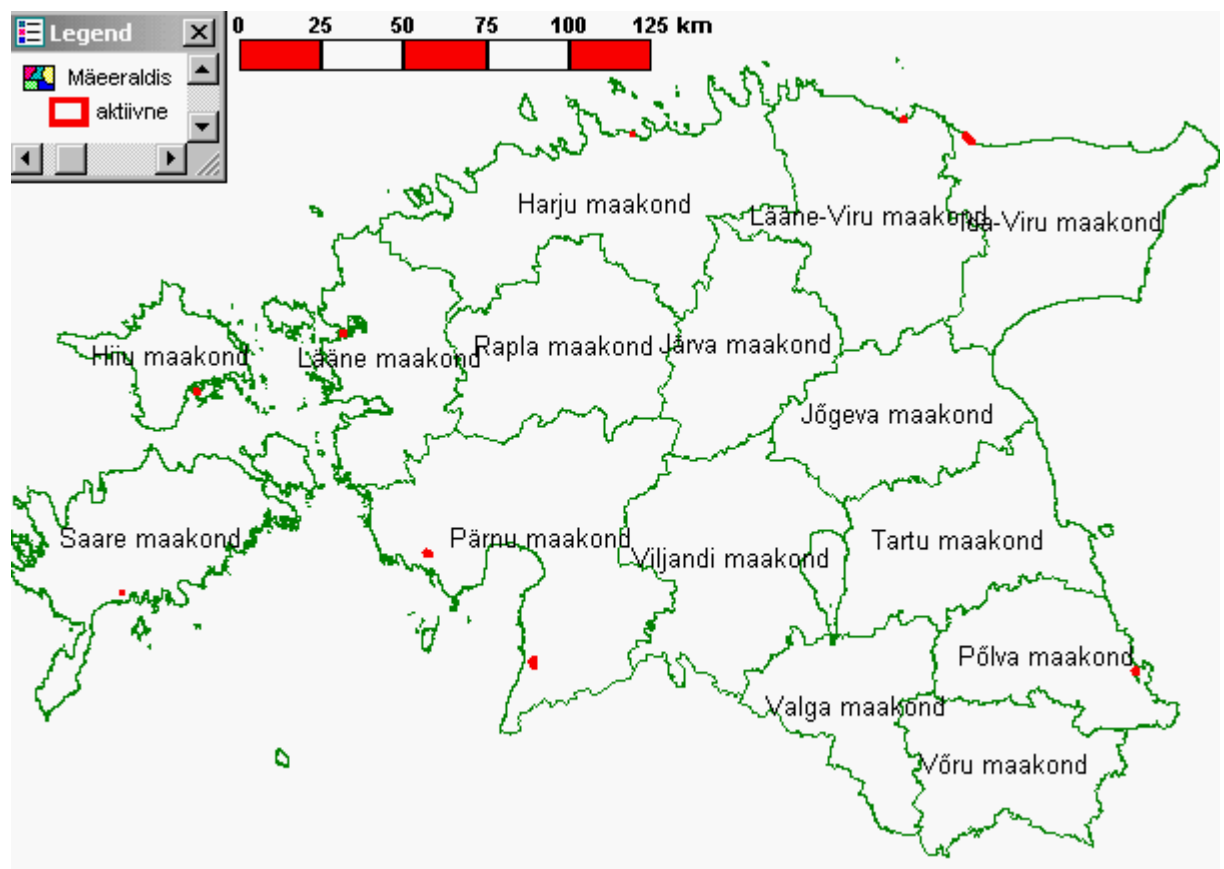 Legend
Mäeeraldis
aktiivne
0 25 50 75 100 125 km
Harju maakond
Lääne-Viru maakond
Ida-Viru maakond
Hiiu maakond
Lääne maakond
Rapla maakond
Järva maakond
Jõgeva maakond
Saare maakond
Pärnu maakond
Viljandi maakond
Tartu maakond
Põlva maakond
Valga maakond
Võru maakond